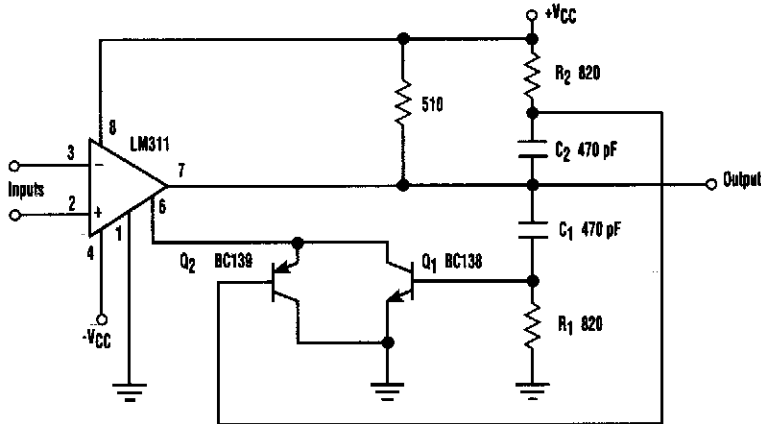 +VCC
R2 820
510
8
LM311
C2 470 pF
3
−
7
Output
Inputs
2
+
6
1
4
C1 470 pF
Q2 BC139
Q1 BC138
-VCC
R1 820